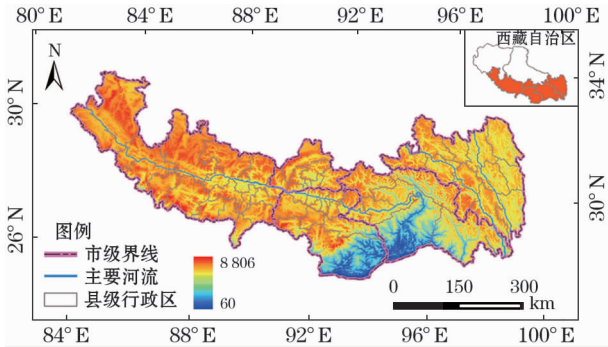 80° E 84° E 88° E 92° E 96° E 100° E
西藏自治区
N
30° N
26° N
34° N
30° N
图例
市级界线
主要河流
县级行政区
8 806
60
0 150 300
km
84° E 88° E 92° E 96° E 100° E